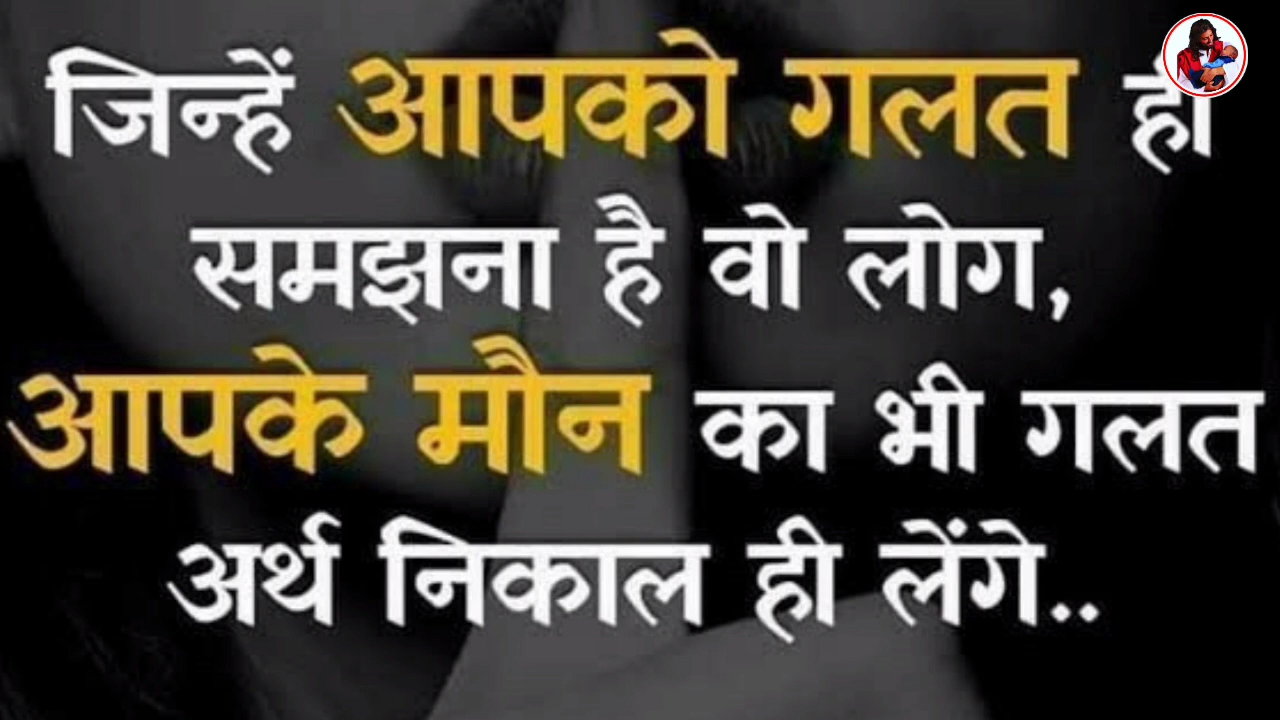 जिन्हें आपको गलत ही
समझना है वो लोग,
आपके मौन का भी गलत
अर्थ निकाल ही लेंगे..